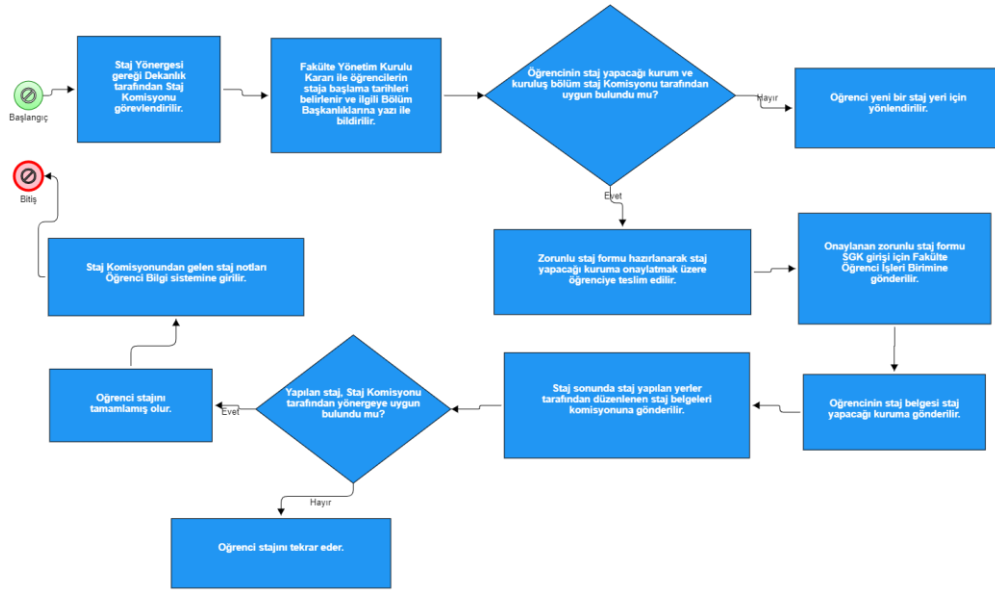 Başlangıç
Staj Yönergesi
gereği Dekanlık
tarafından Staj
Komisyonu
görevlendirilir.
Fakülte Yönetim Kurulu
Kararı ile öğrencilerin
staja başlama tarihleri
belirlenir ve ilgili Bölüm
Başkanlıklarına yazı ile
bildirilir.
Öğrencinin staj yapacağı kurum ve
kuruluş bölüm staj Komisyonu tarafından
uygun bulundu mu?
Hayır
Öğrenci yeni bir staj yeri için
yönlendirilir.
Evet
Zorunlu staj formu hazırlanarak staj
yapacağı kuruma onaylatmak üzere
öğrenciye teslim edilir.
Onaylanan zorunlu staj formu
SGK girişi için Fakülte
Öğrenci İşleri Birimine
gönderilir.
Öğrencinin staj belgesi staj
yapacağı kuruma gönderilir.
Staj sonunda staj yapılan yerler
tarafından düzenlenen staj belgeleri
komisyonuna gönderilir.
Yapılan staj, Staj Komisyonu
tarafından yönergeye uygun
bulundu mu?
Evet
Öğrenci stajını
tamamlamış olur.
Hayır
Öğrenci stajını tekrar eder.
Staj Komisyonundan gelen staj notları
Öğrenci Bilgi sistemine girilir.
Bitiş